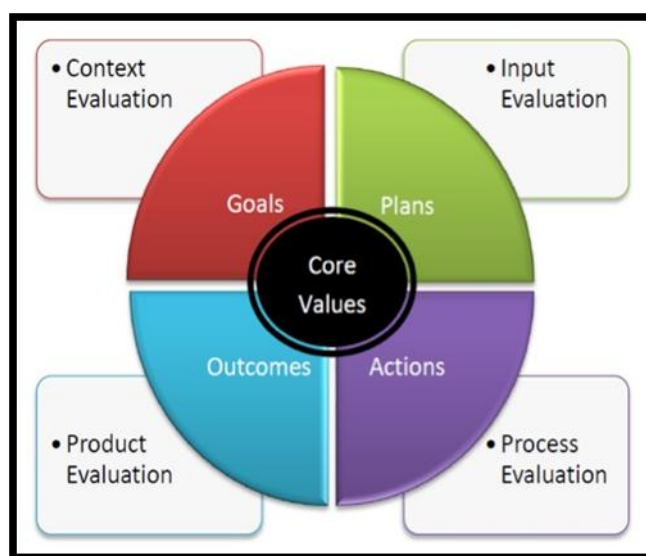 • Context
Evaluation
• Input
Evaluation
Goals
Plans
Core
Values
Outcomes
Actions
• Product
Evaluation
• Process
Evaluation